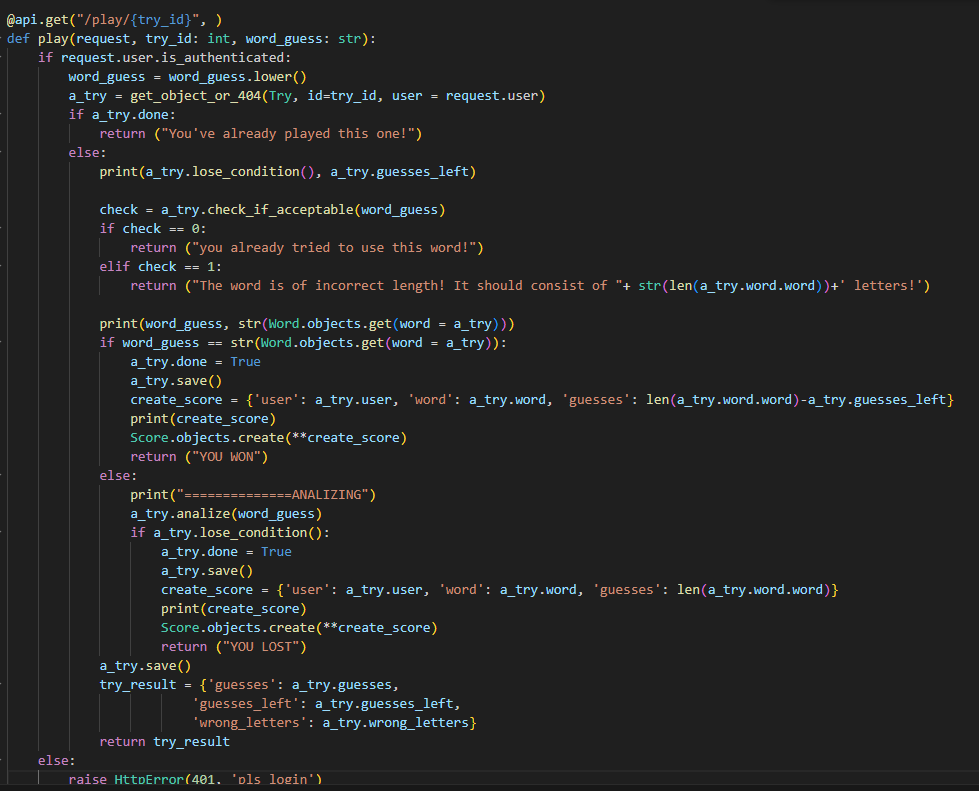 @api.get("/play/{try_id}", )
def play(request, try_id: int, word_guess: str):
    if request.user.is_authenticated:
        word_guess = word_guess.lower()
        a_try = get_object_or_404(Try, id=try_id, user = request.user)
        if a_try.done:
            return ("You've already played this one!")
        else:
            print(a_try.lose_condition(), a_try.guesses_left)

            check = a_try.check_if_acceptable(word_guess)
            if check == 0:
                return ("you already tried to use this word!")
            elif check == 1:
                return ("The word is of incorrect length! It should consist of "+ str(len(a_try.word.word))+' letters!')

            print(word_guess, str(Word.objects.get(word = a_try)))
            if word_guess == str(Word.objects.get(word = a_try)):
                a_try.done = True
                a_try.save()
                create_score = {'user': a_try.user, 'word': a_try.word, 'guesses': len(a_try.word.word)-a_try.guesses_left}
                print(create_score)
                Score.objects.create(**create_score)
                return ("YOU WON")
            else:
                print("==============ANALIZING")
                a_try.analize(word_guess)
                if a_try.lose_condition():
                    a_try.done = True
                    a_try.save()
                    create_score = {'user': a_try.user, 'word': a_try.word, 'guesses': len(a_try.word.word)}
                    print(create_score)
                    Score.objects.create(**create_score)
                    return ("YOU LOST")
            a_try.save()
            try_result = {'guesses': a_try.guesses,
                        'guesses_left': a_try.guesses_left,
                        'wrong_letters': a_try.wrong_letters}
            return try_result
    else:
        raise HttpError(401, 'pls login')